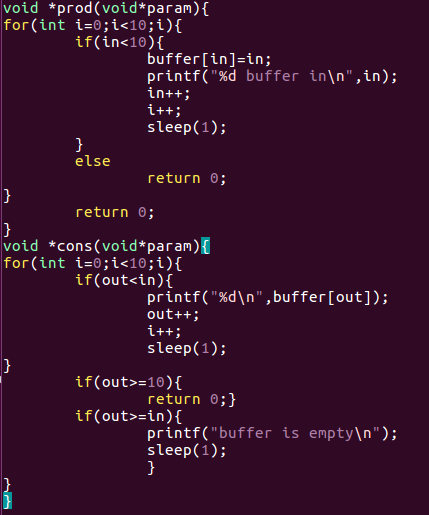 void *prod(void*param){
for(int i=0;i<10;i){
        if(in<10){
                buffer[in]=in;
                printf("%d buffer in\n",in);
                in++;
                i++;
                sleep(1);
        }
        else
                return 0;
}
        return 0;
}
void *cons(void*param){
for(int i=0;i<10;i){
        if(out<in){
                printf("%d\n",buffer[out]);
                out++;
                i++;
                sleep(1);
}
        if(out>=10){
                return 0;}
        if(out>=in){
                printf("buffer is empty\n");
                sleep(1);
                }
}
}